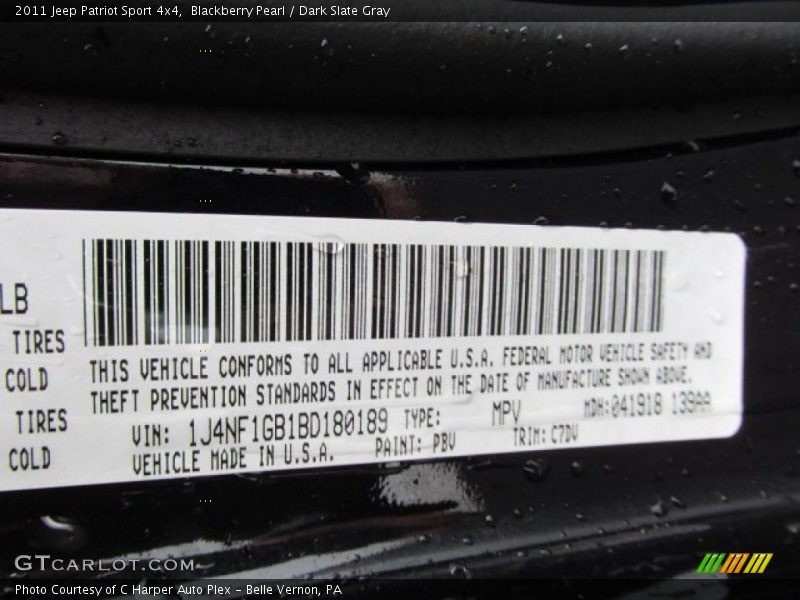 2011 Jeep Patriot Sport 4x4, Blackberry Pearl / Dark Slate Gray
LB
TIRES
COLD
TIRES
COLD
THIS VEHICLE CONFORMS TO ALL APPLICABLE U.S.A. FEDERAL MOTOR VEHICLE SAFETY AND
THEFT PREVENTION STANDARDS IN EFFECT ON THE DATE OF MANUFACTURE SHOWN ABOVE.
VIN: 1J4NF1GB1BD180189 TYPE: MPV MDH:041918 139AA
VEHICLE MADE IN U.S.A. PAINT: PBV TRIM: C7DV
GTCARLOT.COM
Photo Courtesy of C Harper Auto Plex - Belle Vernon, PA